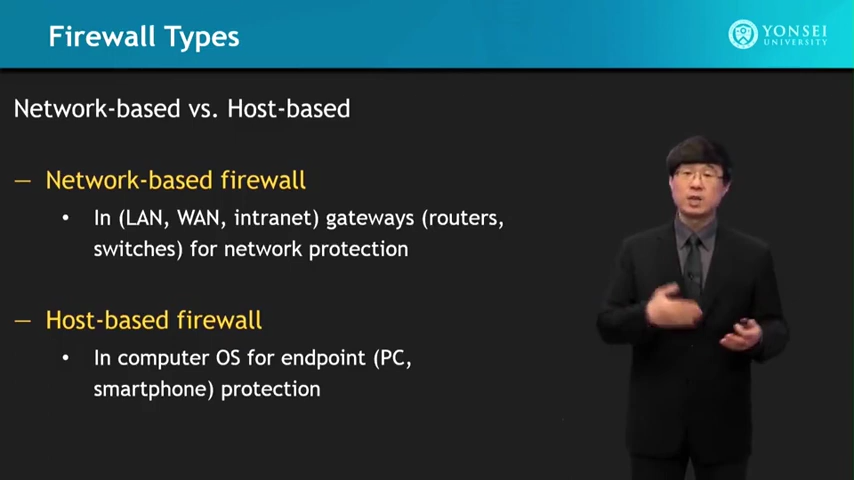 Firewall Types
YONSEI
UNIVERSITY
Network-based vs. Host-based
— Network-based firewall
• In (LAN, WAN, intranet) gateways (routers,
switches) for network protection
— Host-based firewall
• In computer OS for endpoint (PC,
smartphone) protection